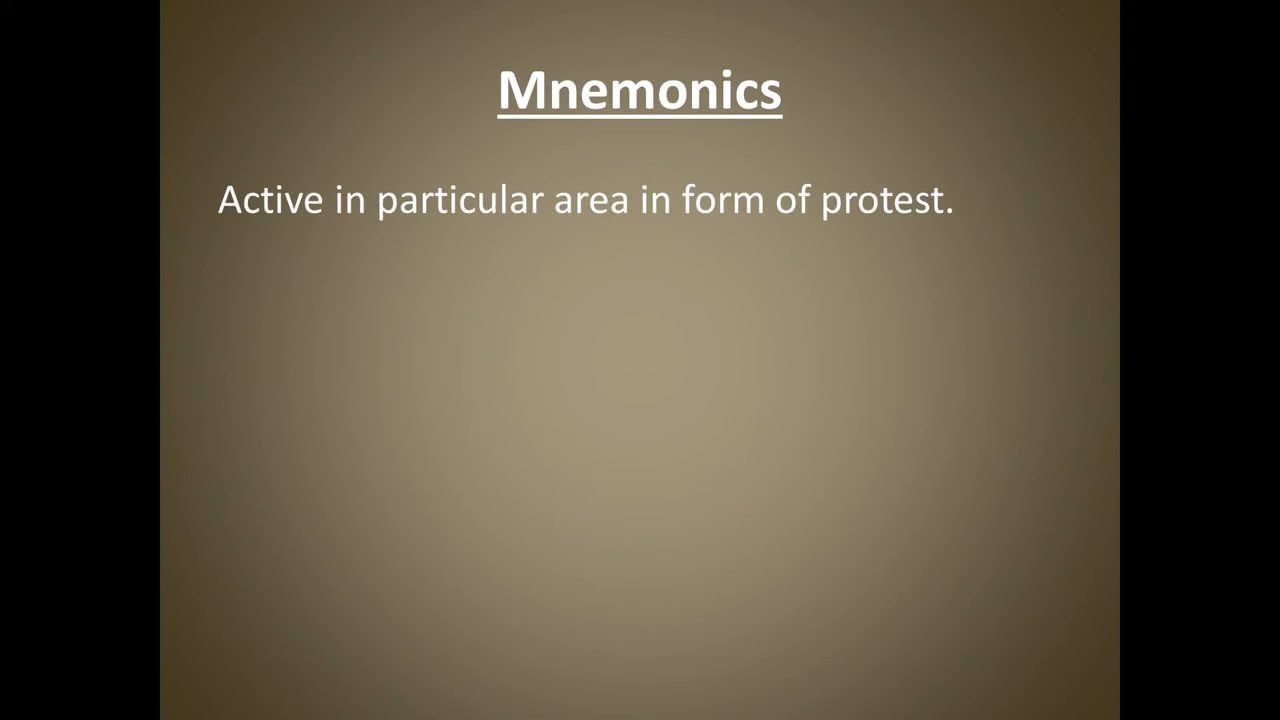 Mnemonics
Active in particular area in form of protest.